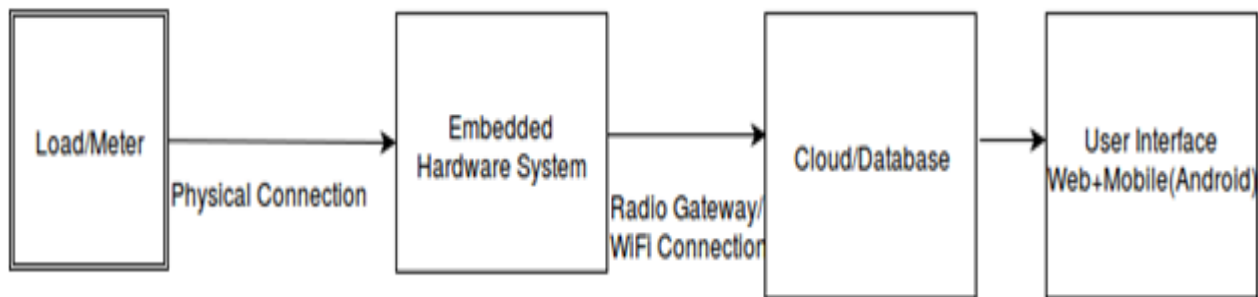 Load/Meter
Physical Connection
Embedded
Hardware System
Radio Gateway/
WiFi Connection
Cloud/Database
User Interface
Web+Mobile(Android)